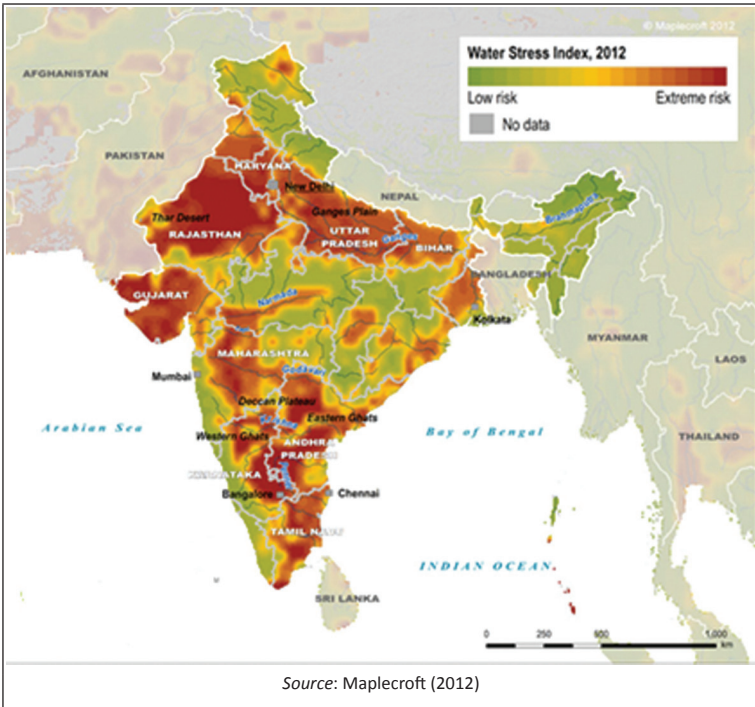 © Maplecroft 2012
Water Stress Index, 2012
Low risk
Extreme risk
No data
AFGHANISTAN
PAKISTAN
HARYANA
New Delhi
NEPAL
Thar Desert
RAJASTHAN
Ganges Plain
UTTAR
PRADESH
Ganges
BIHAR
Brahmaputra
BANGLADESH
GUJARAT
Narmada
Kolkata
MYANMAR
LAOS
MAHARASHTRA
Mumbai
Godavari
Deccan Plateau
Eastern Ghats
Arabian Sea
Western Ghats
ANDHRA
PRADESH
Bay of Bengal
THAILAND
KARNATAKA
Bangalore
Chennai
TAMIL NADU
INDIAN OCEAN
SRI LANKA
0
250
500
1,000
km
Source: Maplecroft (2012)